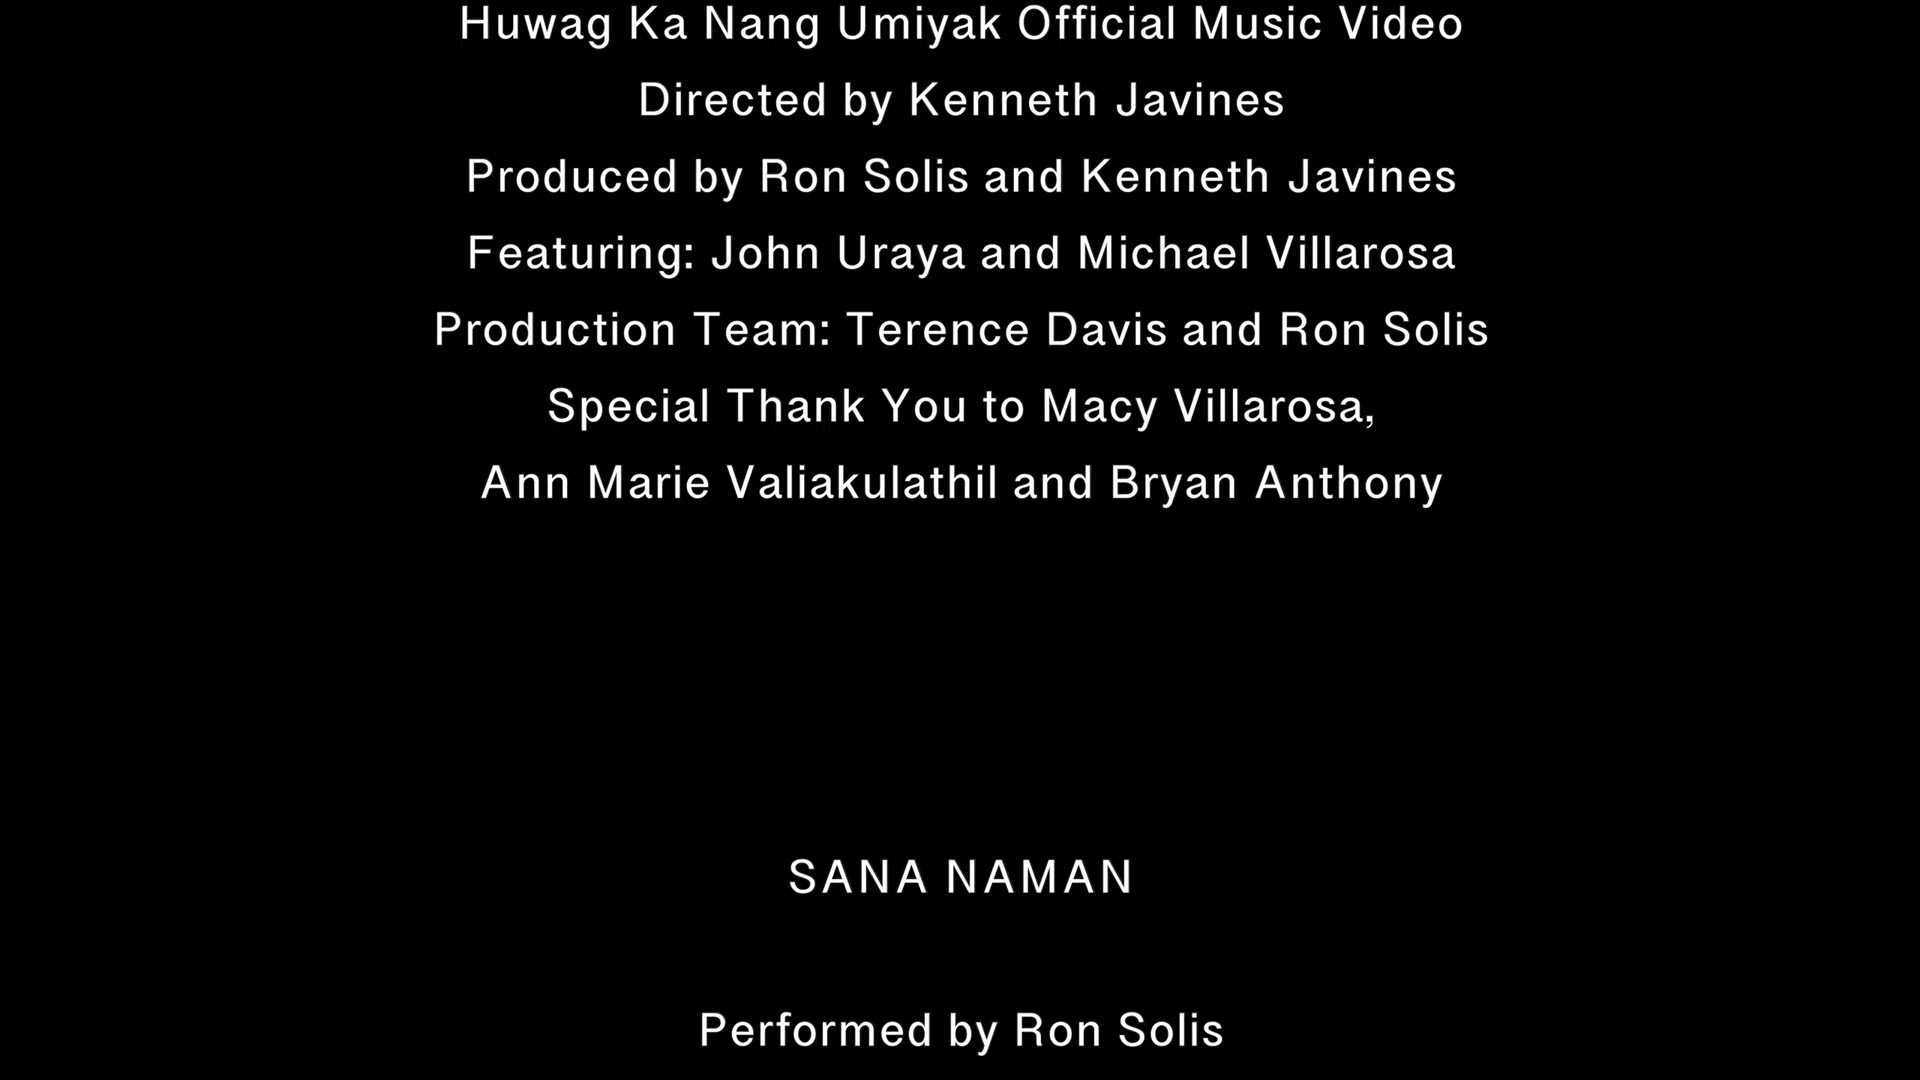 Huwag Ka Nang Umiyak Official Music Video
Directed by Kenneth Javines
Produced by Ron Solis and Kenneth Javines
Featuring: John Uraya and Michael Villarosa
Production Team: Terence Davis and Ron Solis
Special Thank You to Macy Villarosa,
Ann Marie Valiakulathil and Bryan Anthony
SANA NAMAN
Performed by Ron Solis